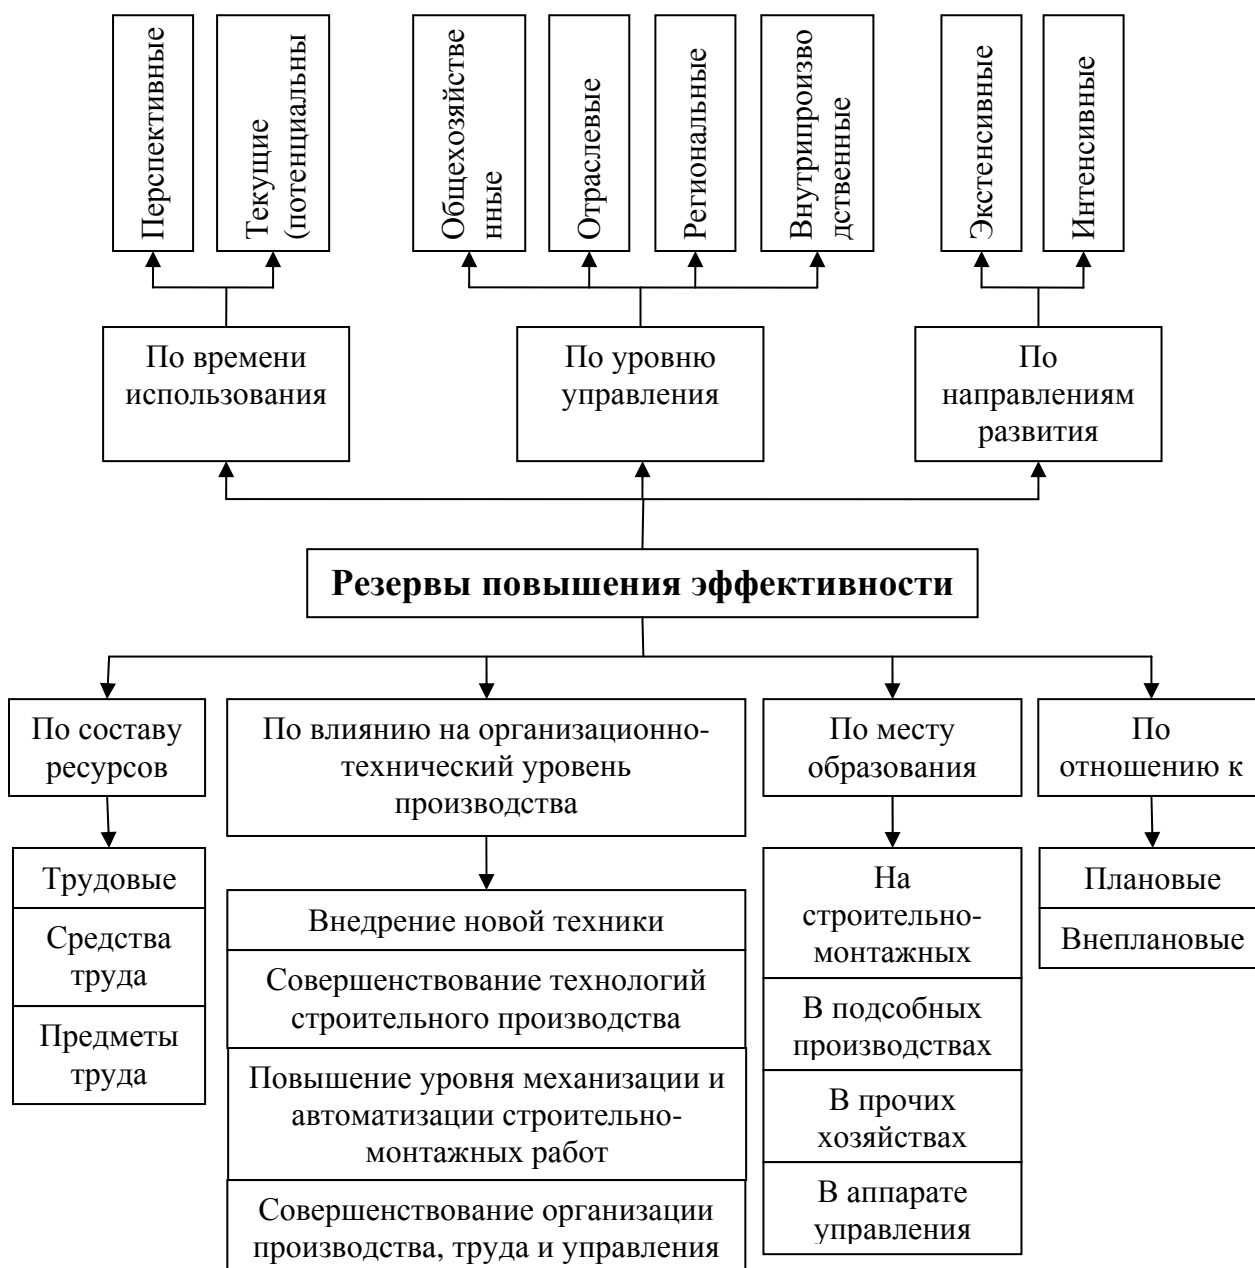 Перспективные
Текущие
(потенциальны
Общехозяйстве
нные
Отраслевые
Региональные
Внутрипроизво
дственные
Экстенсивные
Интенсивные
По времени
использования
По уровню
управления
По
направлениям
развития
Резервы повышения эффективности
По составу
ресурсов
По влиянию на организационно-
технический уровень
производства
По месту
образования
По
отношению к
Трудовые
Средства
труда
Предметы
труда
Внедрение новой техники
Совершенствование технологий
строительного производства
Повышение уровня механизации и
автоматизации строительно-
монтажных работ
Совершенствование организации
производства, труда и управления
На
строительно-
монтажных
В подсобных
производствах
В прочих
хозяйствах
В аппарате
управления
Плановые
Внеплановые